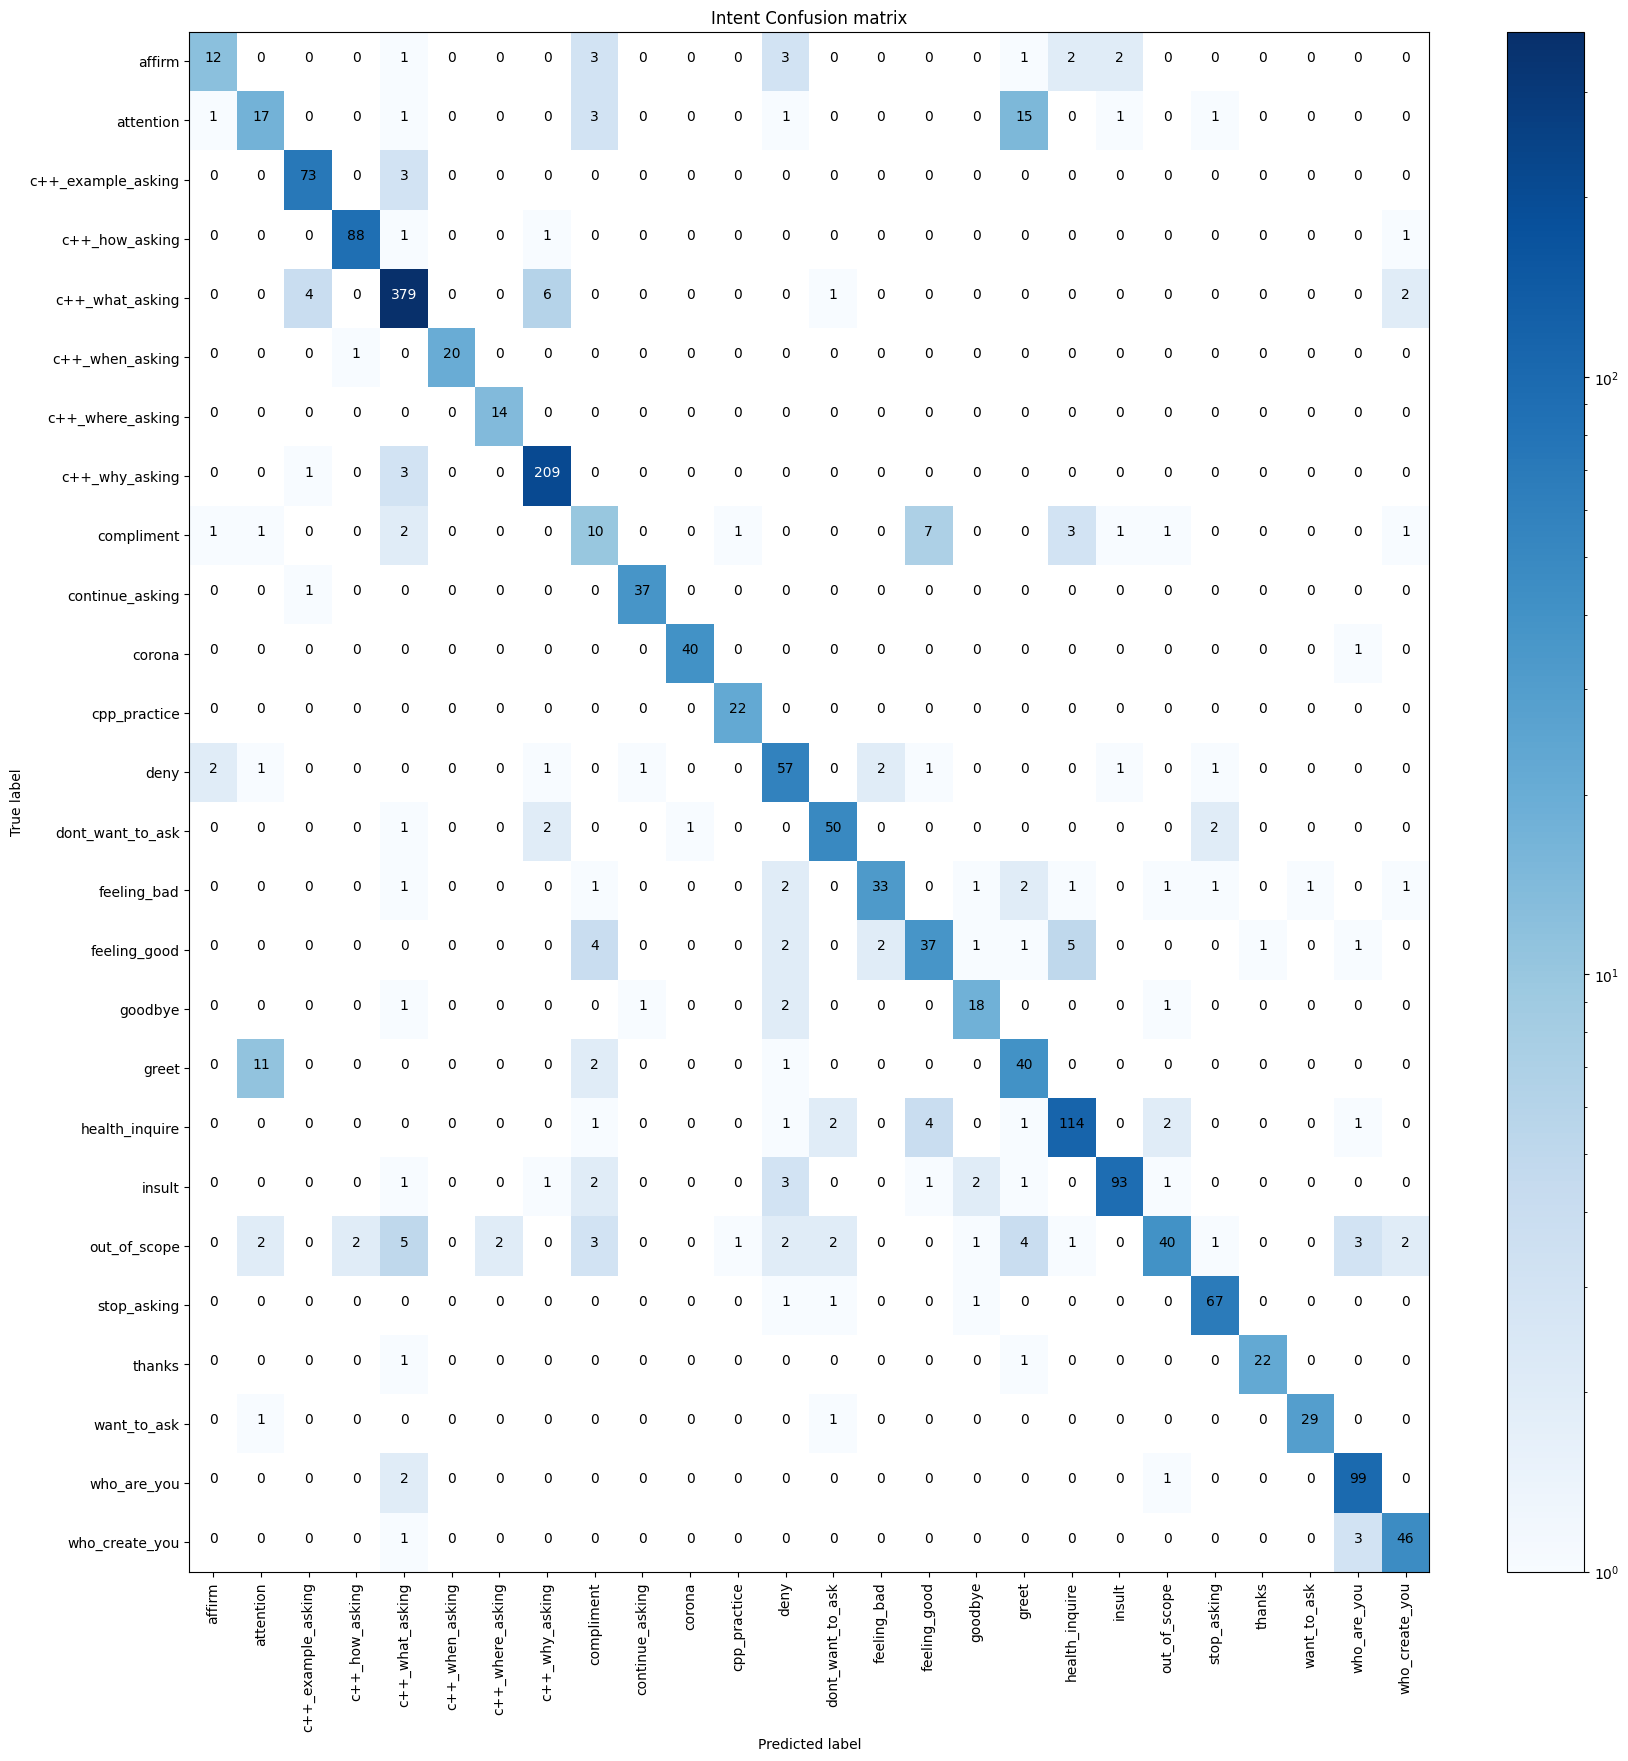 Intent Confusion matrix
affirm 12 0 0 0 1 0 0 0 3 0 0 0 3 0 0 0 0 1 2 2 0 0 0 0 0 0
attention 1 17 0 0 1 0 0 0 3 0 0 0 1 0 0 0 0 15 0 1 0 1 0 0 0 0
c++_example_asking 0 0 73 0 3 0 0 0 0 0 0 0 0 0 0 0 0 0 0 0 0 0 0 0 0 0
c++_how_asking 0 0 0 88 1 0 0 1 0 0 0 0 0 0 0 0 0 0 0 0 0 0 0 0 0 1
c++_what_asking 0 0 4 0 379 0 0 6 0 0 0 0 0 1 0 0 0 0 0 0 0 0 0 0 0 2
c++_when_asking 0 0 0 1 0 20 0 0 0 0 0 0 0 0 0 0 0 0 0 0 0 0 0 0 0 0
10²
c++_where_asking 0 0 0 0 0 0 14 0 0 0 0 0 0 0 0 0 0 0 0 0 0 0 0 0 0 0
c++_why_asking 0 0 1 0 3 0 0 209 0 0 0 0 0 0 0 0 0 0 0 0 0 0 0 0 0 0
compliment 1 1 0 0 2 0 0 0 10 0 0 1 0 0 0 7 0 0 3 1 1 0 0 0 0 1
continue_asking 0 0 1 0 0 0 0 0 0 37 0 0 0 0 0 0 0 0 0 0 0 0 0 0 0 0
corona 0 0 0 0 0 0 0 0 0 0 40 0 0 0 0 0 0 0 0 0 0 0 0 0 1 0
cpp_practice 0 0 0 0 0 0 0 0 0 0 0 22 0 0 0 0 0 0 0 0 0 0 0 0 0 0
deny 2 1 0 0 0 0 0 1 0 1 0 0 57 0 2 1 0 0 0 1 0 1 0 0 0 0
True label
dont_want_to_ask 0 0 0 0 1 0 0 2 0 0 1 0 0 50 0 0 0 0 0 0 0 2 0 0 0 0
feeling_bad 0 0 0 0 1 0 0 0 1 0 0 0 2 0 33 0 1 2 1 0 1 1 0 1 0 1
feeling_good 0 0 0 0 0 0 0 0 4 0 0 0 2 0 2 37 1 1 5 0 0 0 1 0 1 0
10¹
goodbye 0 0 0 0 1 0 0 0 0 1 0 0 2 0 0 0 18 0 0 0 1 0 0 0 0 0
greet 0 11 0 0 0 0 0 0 2 0 0 0 1 0 0 0 0 40 0 0 0 0 0 0 0 0
health_inquire 0 0 0 0 0 0 0 0 1 0 0 0 1 2 0 4 0 1 114 0 2 0 0 0 1 0
insult 0 0 0 0 1 0 0 1 2 0 0 0 3 0 0 1 2 1 0 93 1 0 0 0 0 0
out_of_scope 0 2 0 2 5 0 2 0 3 0 0 1 2 2 0 0 1 4 1 0 40 1 0 0 3 2
stop_asking 0 0 0 0 0 0 0 0 0 0 0 0 1 1 0 0 1 0 0 0 0 67 0 0 0 0
thanks 0 0 0 0 1 0 0 0 0 0 0 0 0 0 0 0 0 1 0 0 0 0 22 0 0 0
want_to_ask 0 1 0 0 0 0 0 0 0 0 0 0 0 1 0 0 0 0 0 0 0 0 0 29 0 0
who_are_you 0 0 0 0 2 0 0 0 0 0 0 0 0 0 0 0 0 0 0 0 1 0 0 0 99 0
who_create_you 0 0 0 0 1 0 0 0 0 0 0 0 0 0 0 0 0 0 0 0 0 0 0 0 3 46
10⁰
affirm
attention
c++_example_asking
c++_how_asking
c++_what_asking
c++_when_asking
c++_where_asking
c++_why_asking
compliment
continue_asking
corona
cpp_practice
deny
dont_want_to_ask
feeling_bad
feeling_good
goodbye
greet
health_inquire
insult
out_of_scope
stop_asking
thanks
want_to_ask
who_are_you
who_create_you
Predicted label